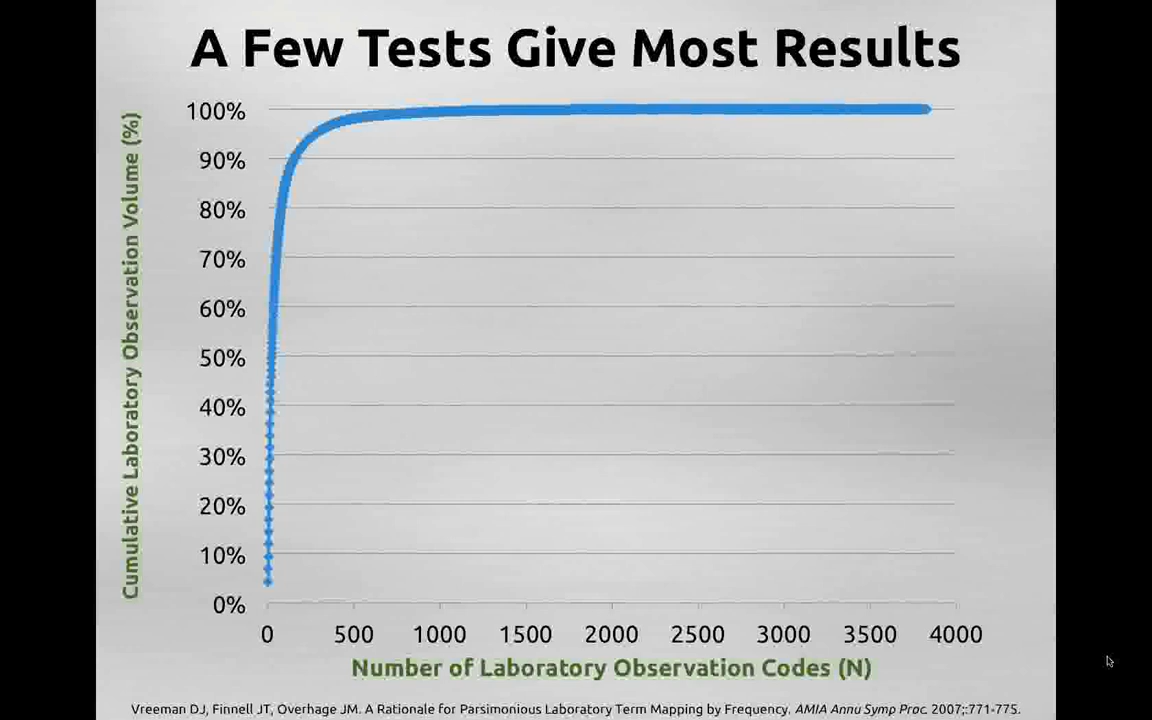 A Few Tests Give Most Results
Cumulative Laboratory Observation Volume (%)
100%
90%
80%
70%
60%
50%
40%
30%
20%
10%
0%
0 500 1000 1500 2000 2500 3000 3500 4000
Number of Laboratory Observation Codes (N)
Vreeman DJ, Finnell JT, Overhage JM. A Rationale for Parsimonious Laboratory Term Mapping by Frequency. AMIA Annu Symp Proc. 2007;:771-775.